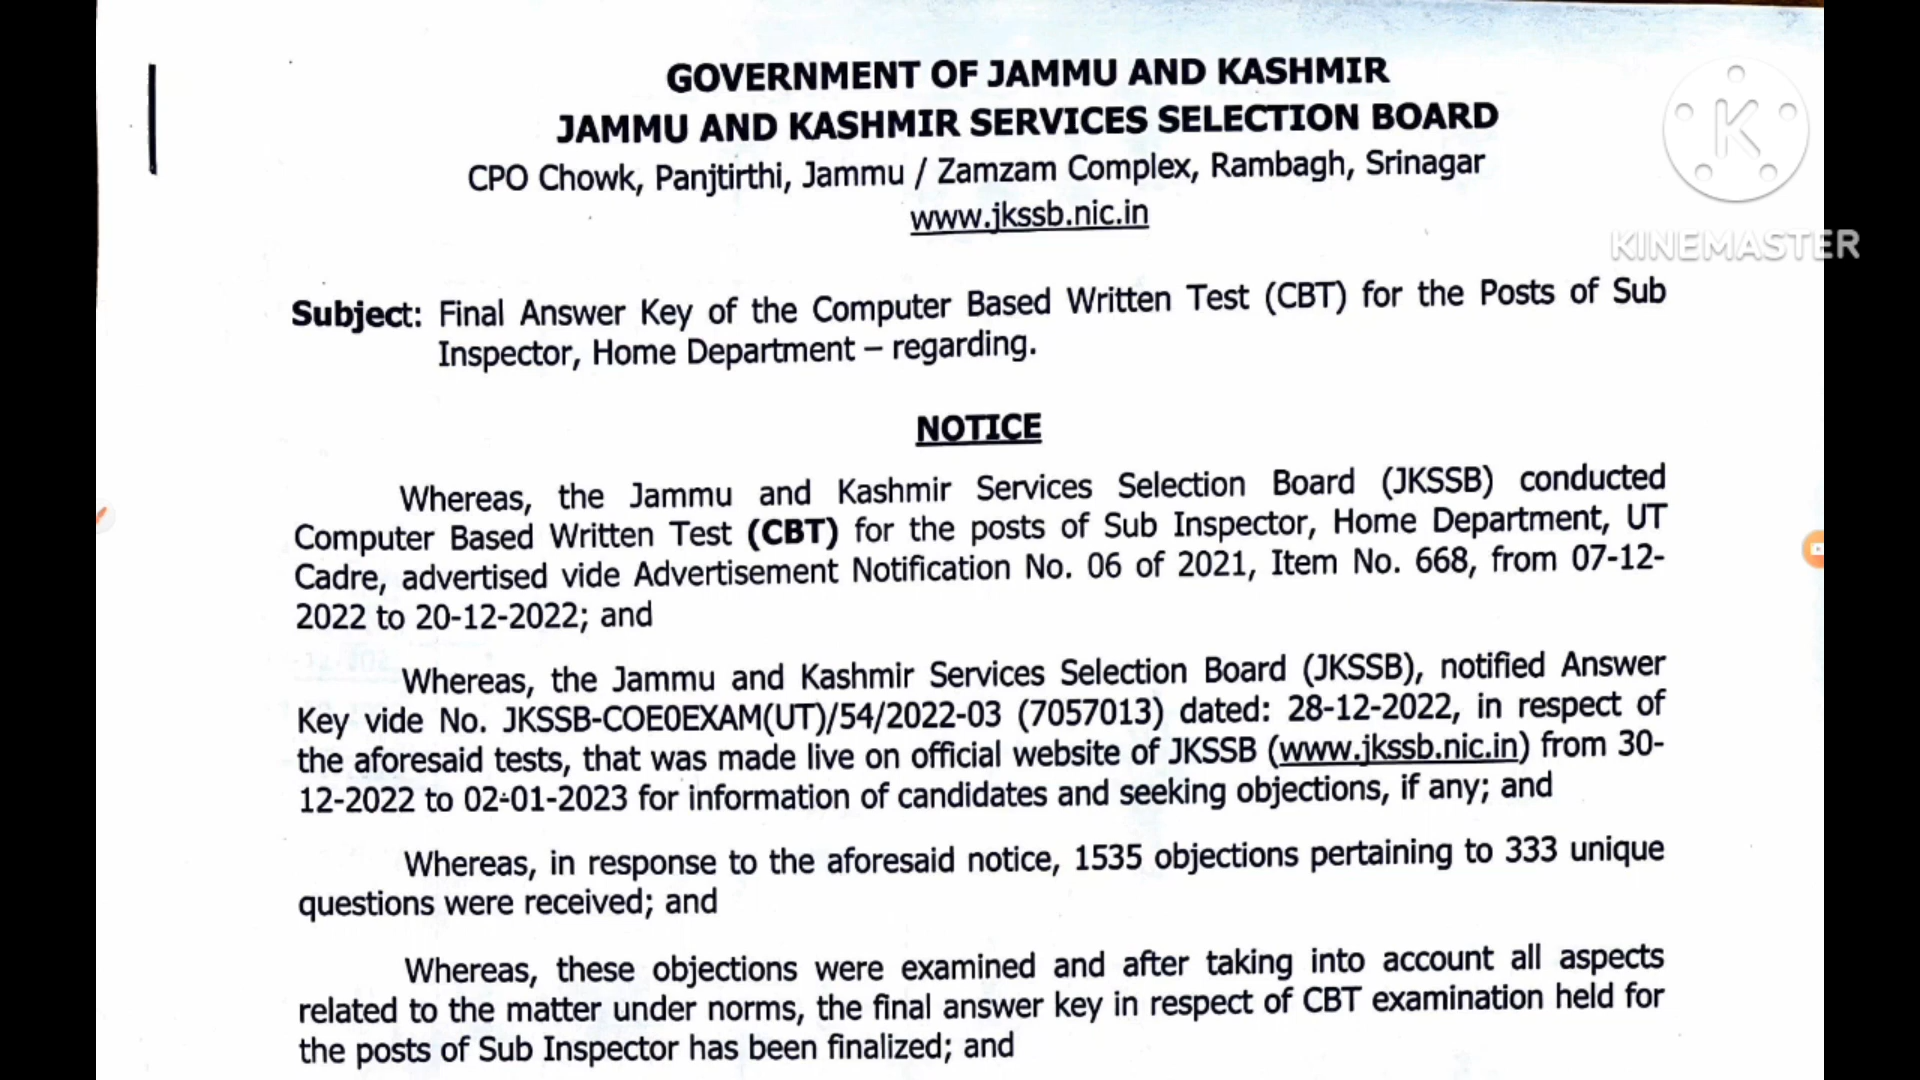 GOVERNMENT OF JAMMU AND KASHMIR
JAMMU AND KASHMIR SERVICES SELECTION BOARD
CPO Chowk, Panjtirthi, Jammu / Zamzam Complex, Rambagh, Srinagar
www.jkssb.nic.in
K
KINEMASTER
Subject: Final Answer Key of the Computer Based Written Test (CBT) for the Posts of Sub
Inspector, Home Department – regarding.
NOTICE
Whereas, the Jammu and Kashmir Services Selection Board (JKSSB) conducted
Computer Based Written Test (CBT) for the posts of Sub Inspector, Home Department, UT
Cadre, advertised vide Advertisement Notification No. 06 of 2021, Item No. 668, from 07-12-
2022 to 20-12-2022; and
Whereas, the Jammu and Kashmir Services Selection Board (JKSSB), notified Answer
Key vide No. JKSSB-COE0EXAM(UT)/54/2022-03 (7057013) dated: 28-12-2022, in respect of
the aforesaid tests, that was made live on official website of JKSSB (www.jkssb.nic.in) from 30-
12-2022 to 02-01-2023 for information of candidates and seeking objections, if any; and
Whereas, in response to the aforesaid notice, 1535 objections pertaining to 333 unique
questions were received; and
Whereas, these objections were examined and after taking into account all aspects
related to the matter under norms, the final answer key in respect of CBT examination held for
the posts of Sub Inspector has been finalized; and